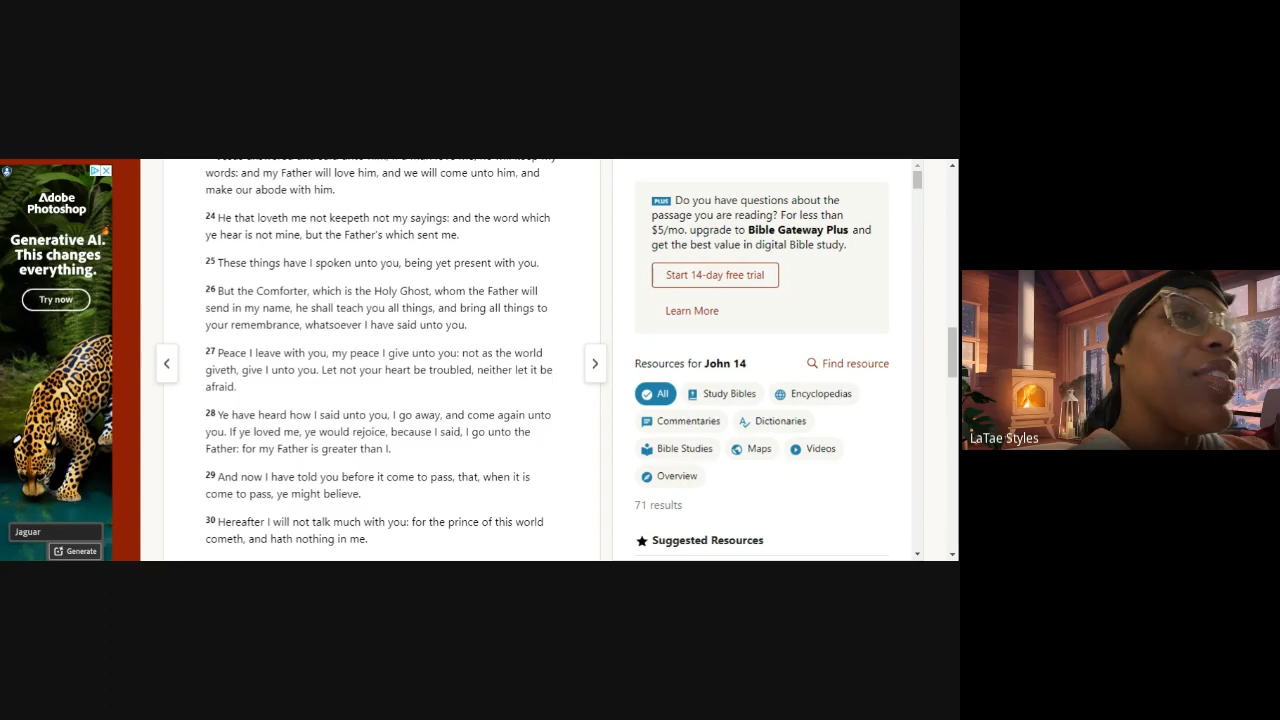 Adobe
Photoshop
Generative AI.
This changes
everything.
Try now
Jaguar
Generate
words: and my Father will love him, and we will come unto him, and
make our abode with him.
24 He that loveth me not keepeth not my sayings: and the word which
ye hear is not mine, but the Father's which sent me.
25 These things have I spoken unto you, being yet present with you.
26 But the Comforter, which is the Holy Ghost, whom the Father will
send in my name, he shall teach you all things, and bring all things to
your remembrance, whatsoever I have said unto you.
27 Peace I leave with you, my peace I give unto you: not as the world
giveth, give I unto you. Let not your heart be troubled, neither let it be
afraid.
28 Ye have heard how I said unto you, I go away, and come again unto
you. If ye loved me, ye would rejoice, because I said, I go unto the
Father: for my Father is greater than I.
29 And now I have told you before it come to pass, that, when it is
come to pass, ye might believe.
30 Hereafter I will not talk much with you: for the prince of this world
cometh, and hath nothing in me.
PLUS Do you have questions about the
passage you are reading? For less than
$5/mo. upgrade to Bible Gateway Plus and
get the best value in digital Bible study.
Start 14-day free trial
Learn More
Resources for John 14 Find resource
All Study Bibles Encyclopedias
Commentaries Dictionaries
Bible Studies Maps Videos
Overview
71 results
Suggested Resources
LaTae Styles